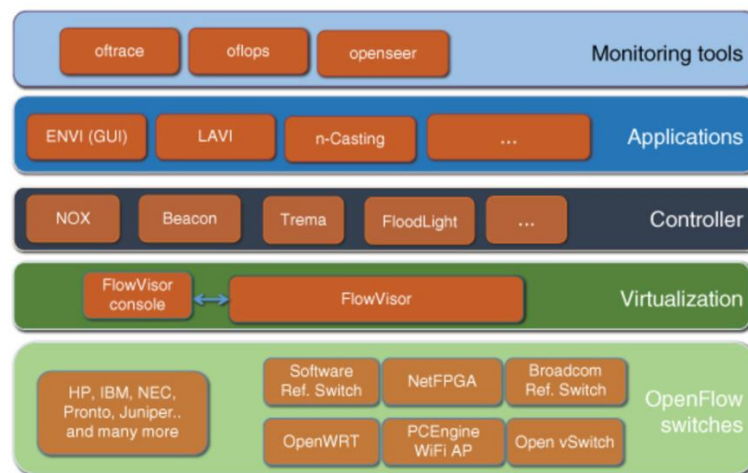 oftrace
oflops
openseer
Monitoring tools
ENVI (GUI)
LAVI
n-Casting
...
Applications
NOX
Beacon
Trema
FloodLight
...
Controller
FlowVisor
console
FlowVisor
Virtualization
HP, IBM, NEC,
Pronto, Juniper..
and many more
Software
Ref. Switch
NetFPGA
Broadcom
Ref. Switch
OpenWRT
PCEngine
WiFi AP
Open vSwitch
OpenFlow
switches